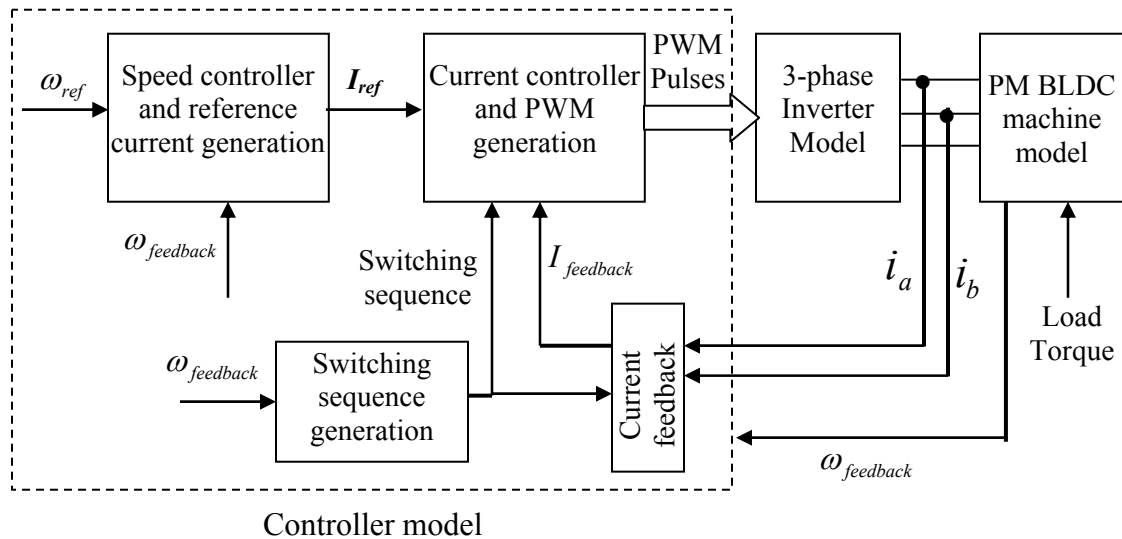 ω_ref
Speed controller
and reference
current generation
I_ref
Current controller
and PWM
generation
PWM
Pulses
3-phase
Inverter
Model
PM BLDC
machine
model
ω_feedback
Switching
sequence
I_feedback
i_a
i_b
Load
Torque
ω_feedback
Switching
sequence
generation
Current
feedback
ω_feedback
Controller model